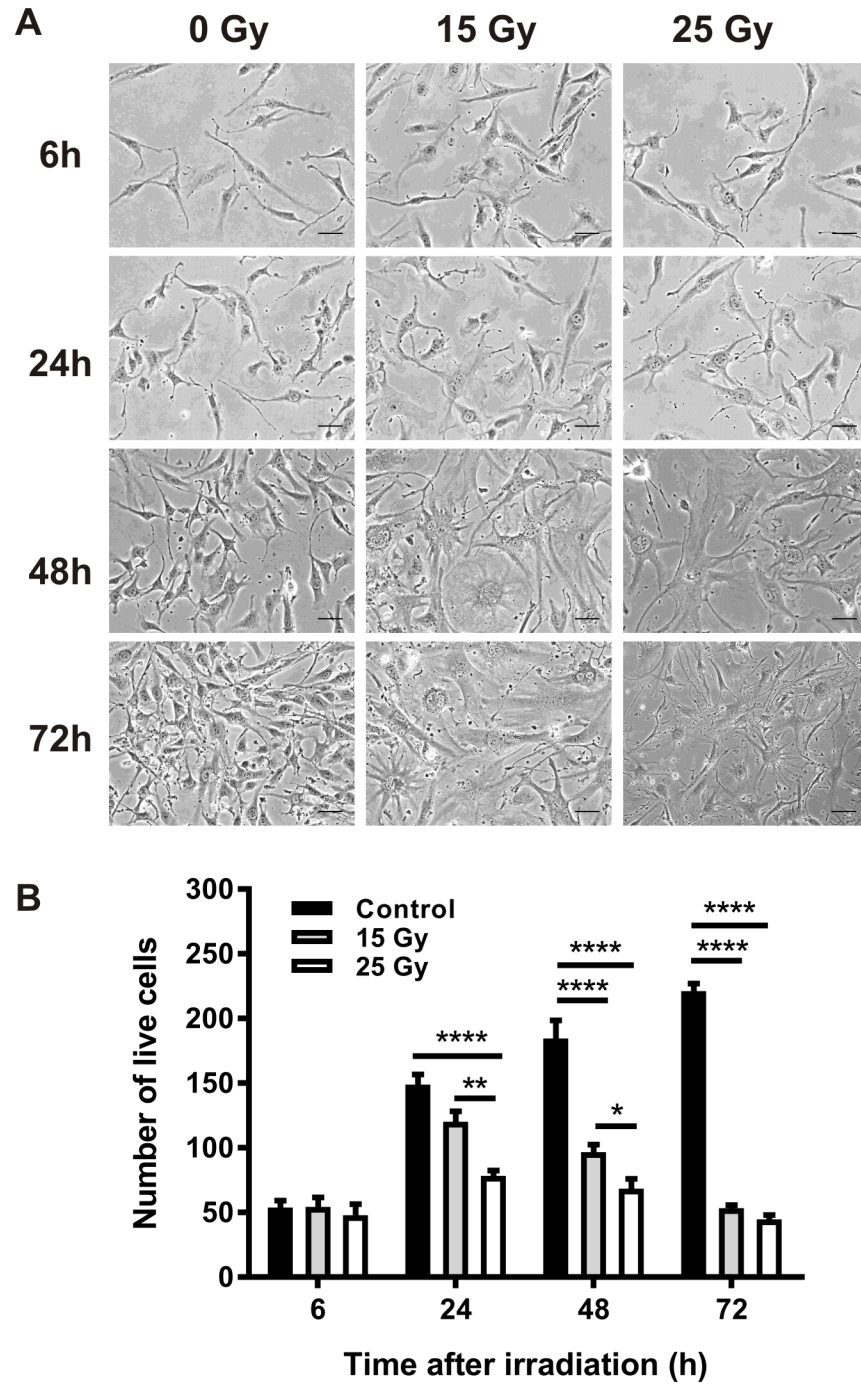 A
0 Gy 15 Gy 25 Gy
6h
24h
48h
72h
B
Number of live cells
300
250
200
150
100
50
0
Control
15 Gy
25 Gy
**** ** **** **** * **** ****
6 24 48 72
Time after irradiation (h)